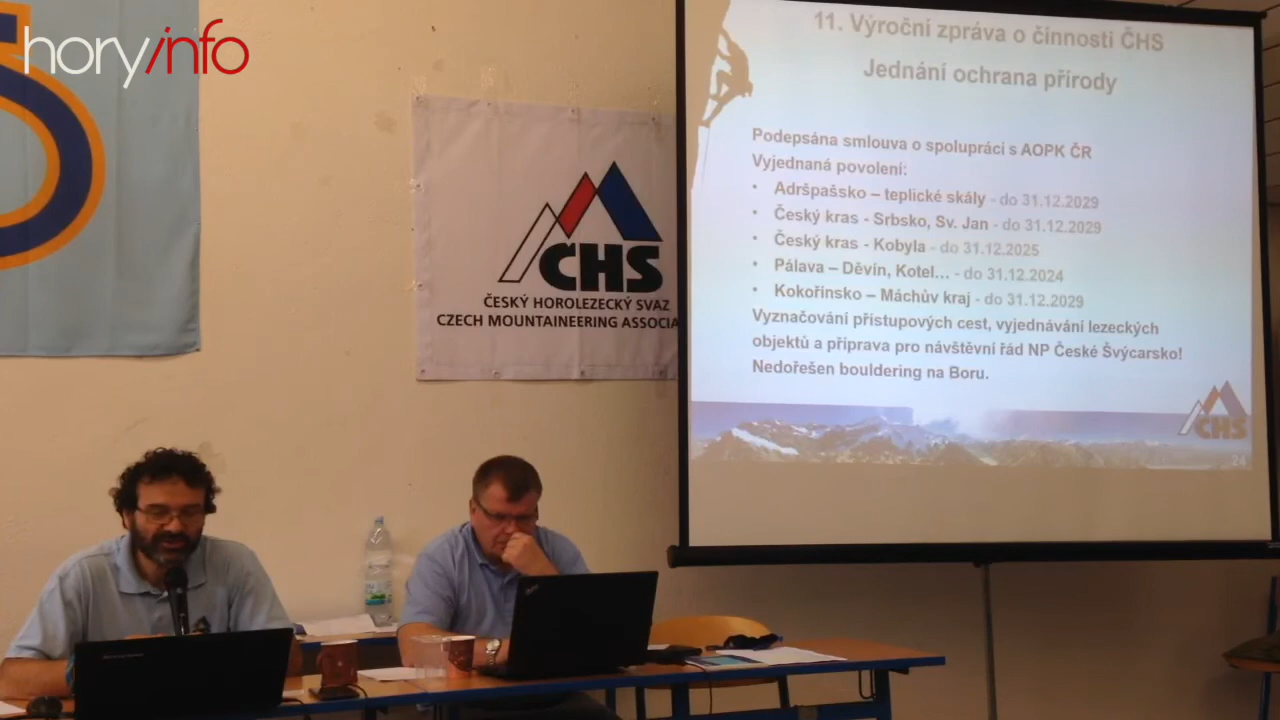 hory/info
ČHS
ČESKÝ HOROLEZECKÝ SVAZ
CZECH MOUNTAINEERING ASSOCIA
11. Výroční zpráva o činnosti ČHS
Jednání ochrana přírody
Podepsána smlouva o spolupráci s AOPK ČR
Vyjednaná povolení:
• Adršpašsko – teplické skály - do 31.12.2029
• Český kras - Srbsko, Sv. Jan - do 31.12.2029
• Český kras - Kobyla - do 31.12.2025
• Pálava – Děvín, Kotel... - do 31.12.2024
• Kokořínsko – Máchův kraj - do 31.12.2029
Vyznačování přístupových cest, vyjednávání lezeckých
objektů a příprava pro návštěvní řád NP České Švýcarsko!
Nedořešen bouldering na Boru.
ČHS